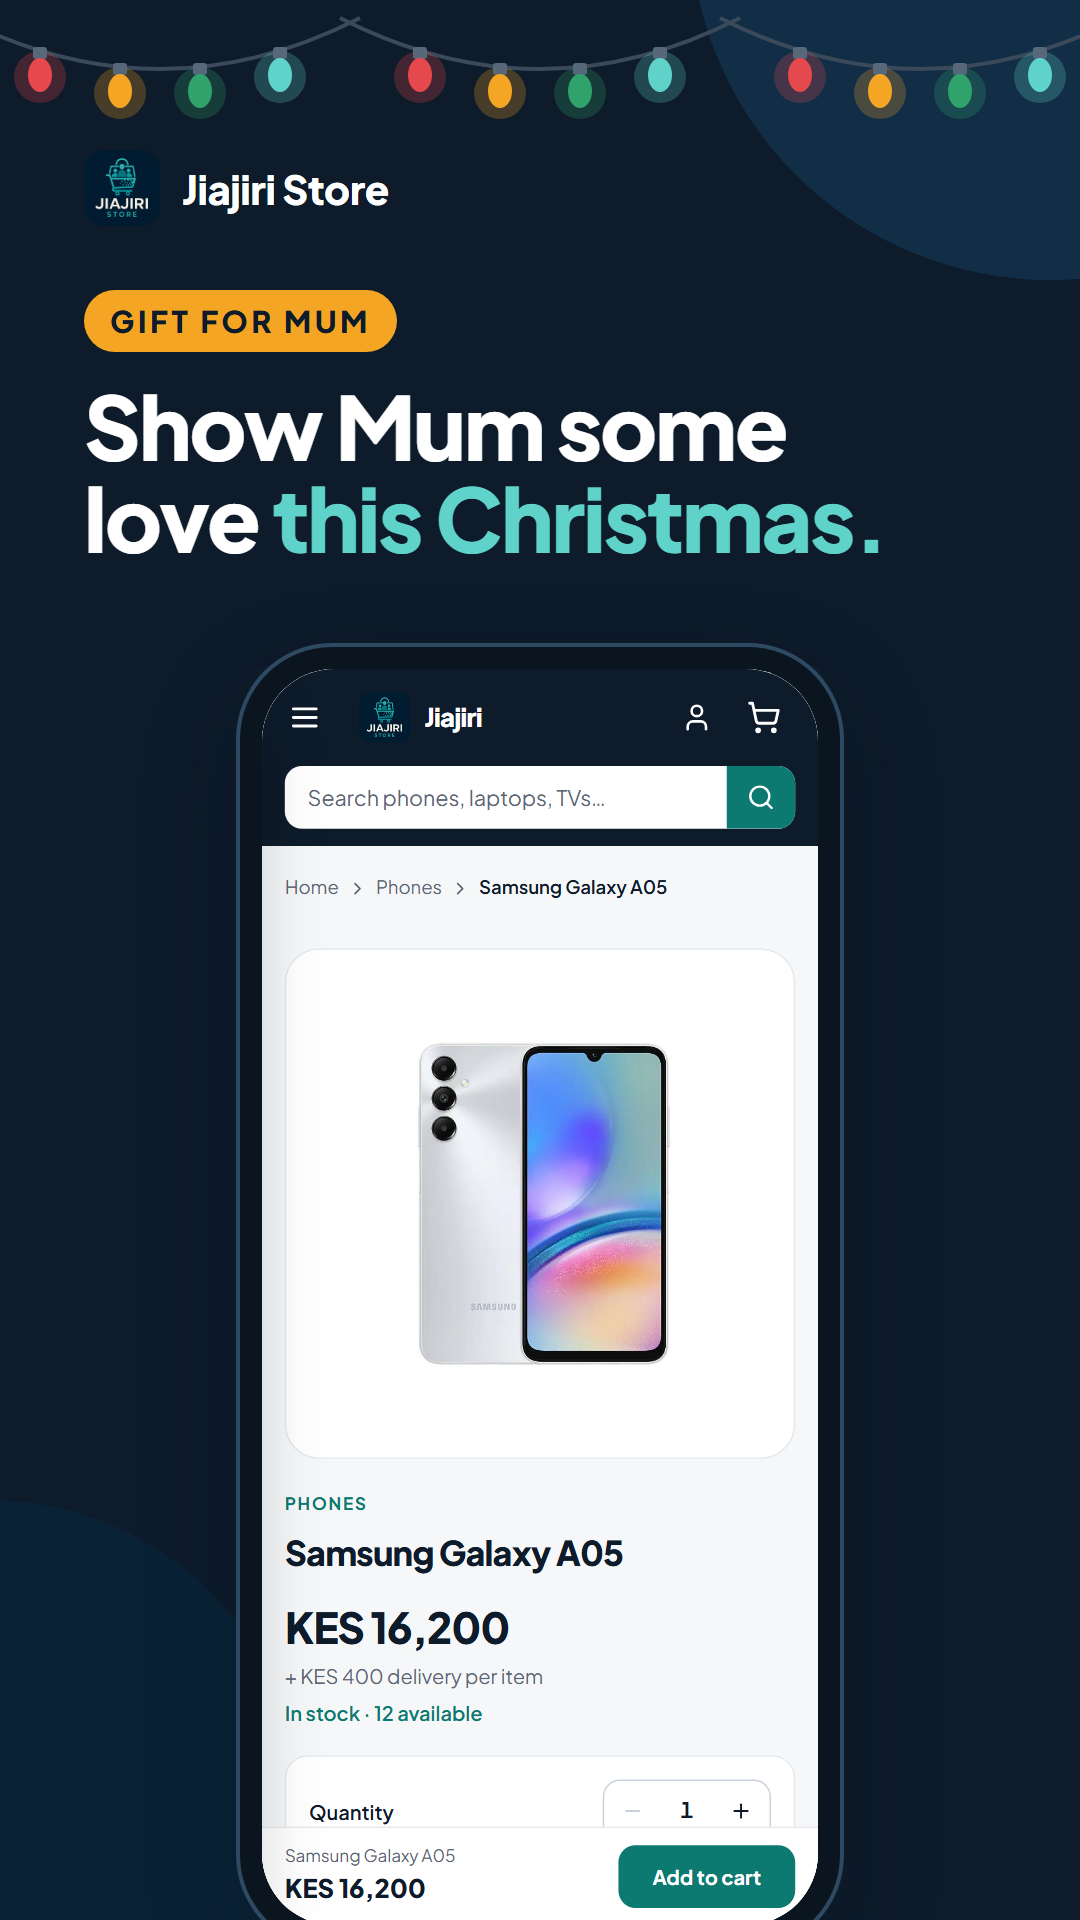 JIAJIRI
STORE
Jiajiri Store
GIFT FOR MUM
Show Mum some
love this Christmas.
JIAJIRI
STORE
Jiajiri
Search phones, laptops, TVs...
Home > Phones > Samsung Galaxy A05
SAMSUNG
PHONES
Samsung Galaxy A05
KES 16,200
+ KES 400 delivery per item
In stock · 12 available
Quantity − 1 +
Samsung Galaxy A05
KES 16,200
Add to cart